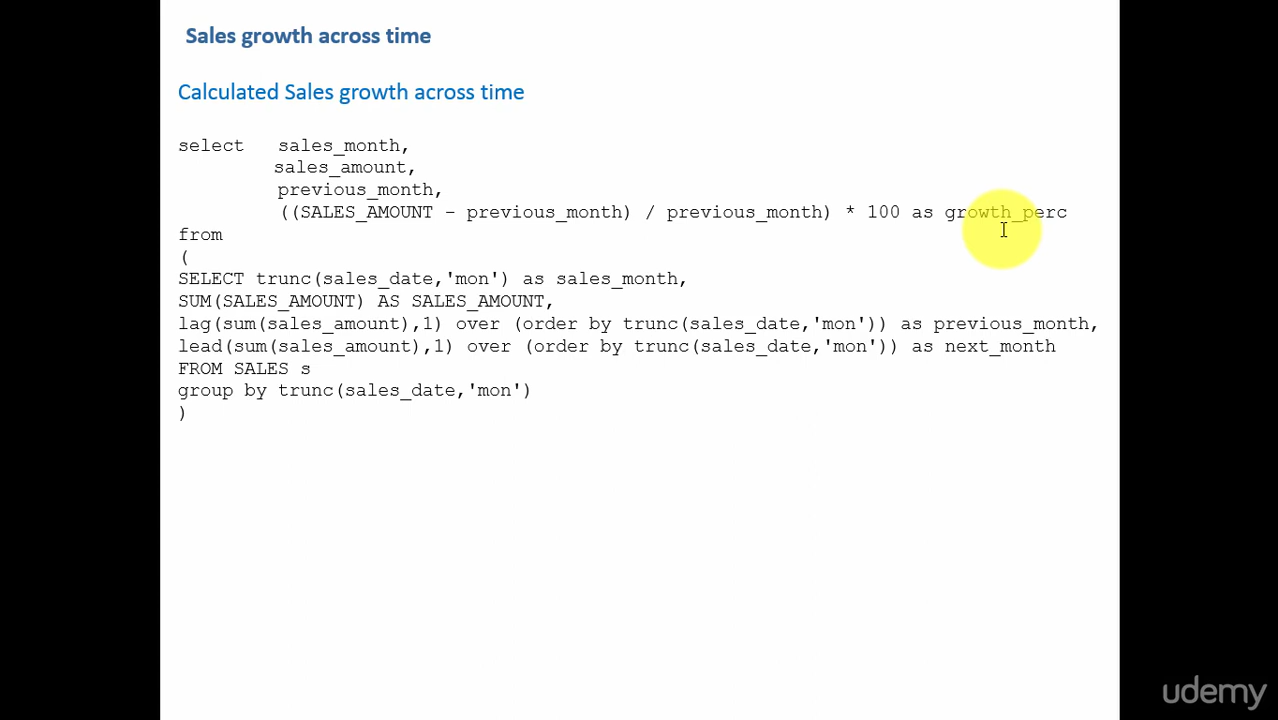 Sales growth across time
Calculated Sales growth across time
select   sales_month,
sales_amount,
previous_month,
((SALES_AMOUNT – previous_month) / previous_month) * 100 as growth_perc
from
(
SELECT trunc(sales_date,'mon') as sales_month,
SUM(SALES_AMOUNT) AS SALES_AMOUNT,
lag(sum(sales_amount),1) over (order by trunc(sales_date,'mon')) as previous_month,
lead(sum(sales_amount),1) over (order by trunc(sales_date,'mon')) as next_month
FROM SALES s
group by trunc(sales_date,'mon')
)
udemy